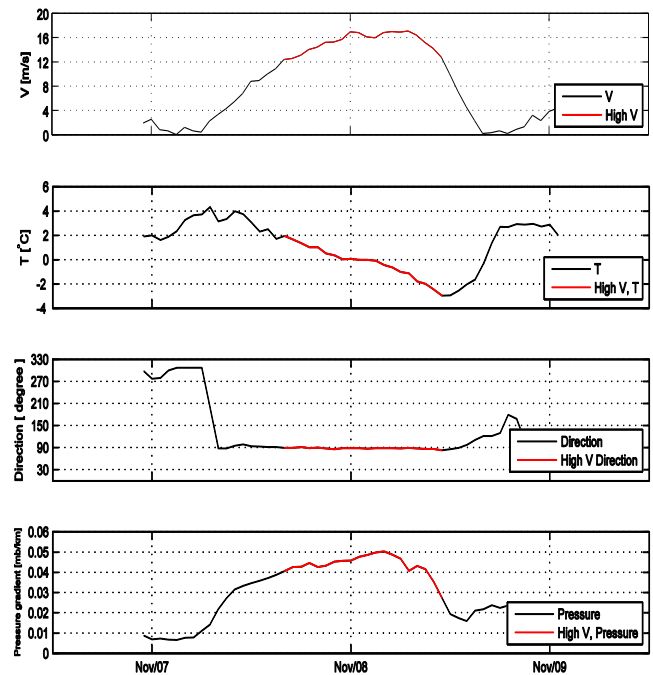 20
16
12
8
4
0
V [m/s]
V
High V
6
4
2
0
-2
-4
T [°C]
T
High V, T
330
270
210
150
90
30
Direction [ degree ]
Direction
High V Direction
0.06
0.05
0.04
0.03
0.02
0.01
0
Pressure gradient [mb/km]
Pressure
High V, Pressure
Nov/07 Nov/08 Nov/09